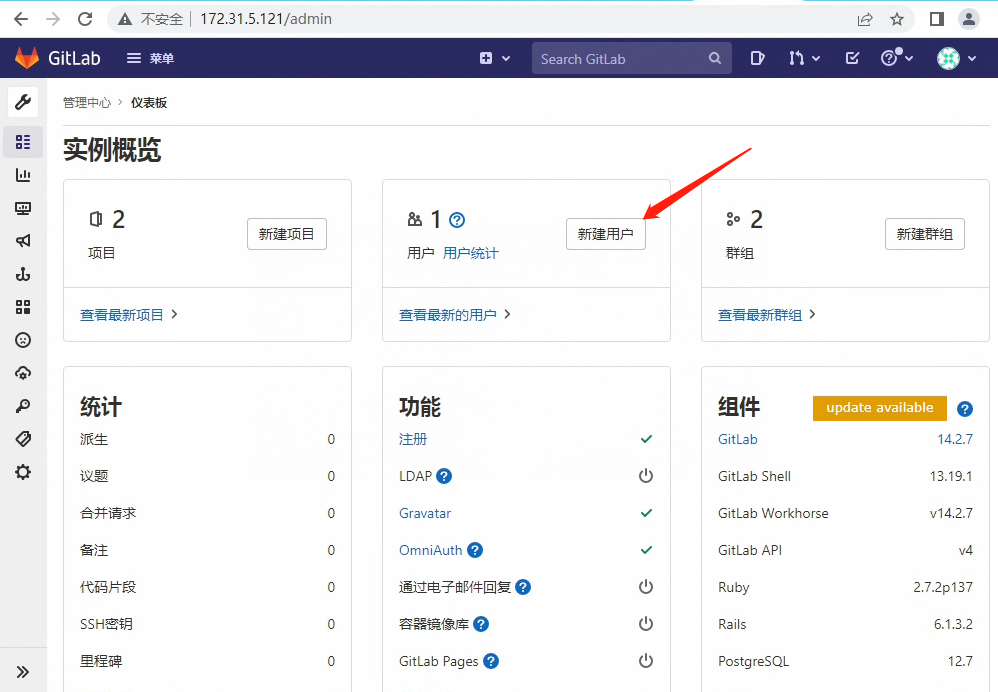 不安全 172.31.5.121/admin
GitLab 菜单 Search GitLab
管理中心 › 仪表板
实例概览
2 新建项目
项目
1 新建用户
用户 用户统计
2 新建群组
群组
查看最新项目
查看最新的用户
查看最新群组
统计
派生 0
议题 0
合并请求 0
备注 0
代码片段 0
SSH密钥 0
里程碑 0
功能
注册
LDAP
Gravatar
OmniAuth
通过电子邮件回复
容器镜像库
GitLab Pages
组件 update available
GitLab 14.2.7
GitLab Shell 13.19.1
GitLab Workhorse v14.2.7
GitLab API v4
Ruby 2.7.2p137
Rails 6.1.3.2
PostgreSQL 12.7